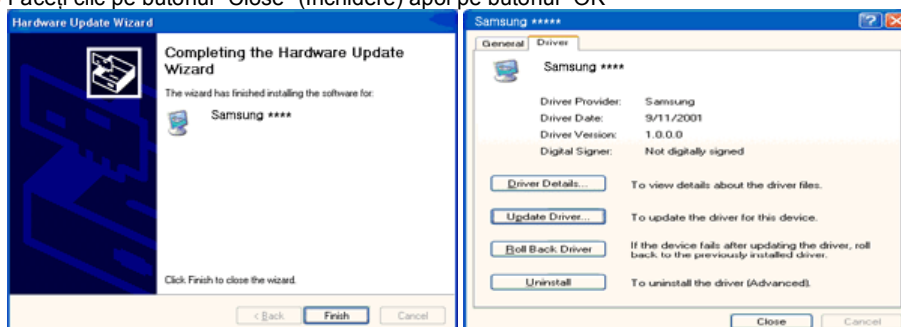 Faceți clic pe butonul "Close" (Închidere) apoi pe butonul "OK"
Hardware Update Wizard
Completing the Hardware Update
Wizard
The wizard has finished installing the software for:
Samsung ****
Click Finish to close the wizard.
< Back
Finish
Cancel
Samsung *****
General
Driver
Samsung ****
Driver Provider: Samsung
Driver Date: 9/11/2001
Driver Version: 1.0.0.0
Digital Signer: Not digitally signed
Driver Details... To view details about the driver files.
Update Driver... To update the driver for this device.
Roll Back Driver If the device fails after updating the driver, roll
back to the previously installed driver.
Uninstall To uninstall the driver (Advanced).
Close
Cancel